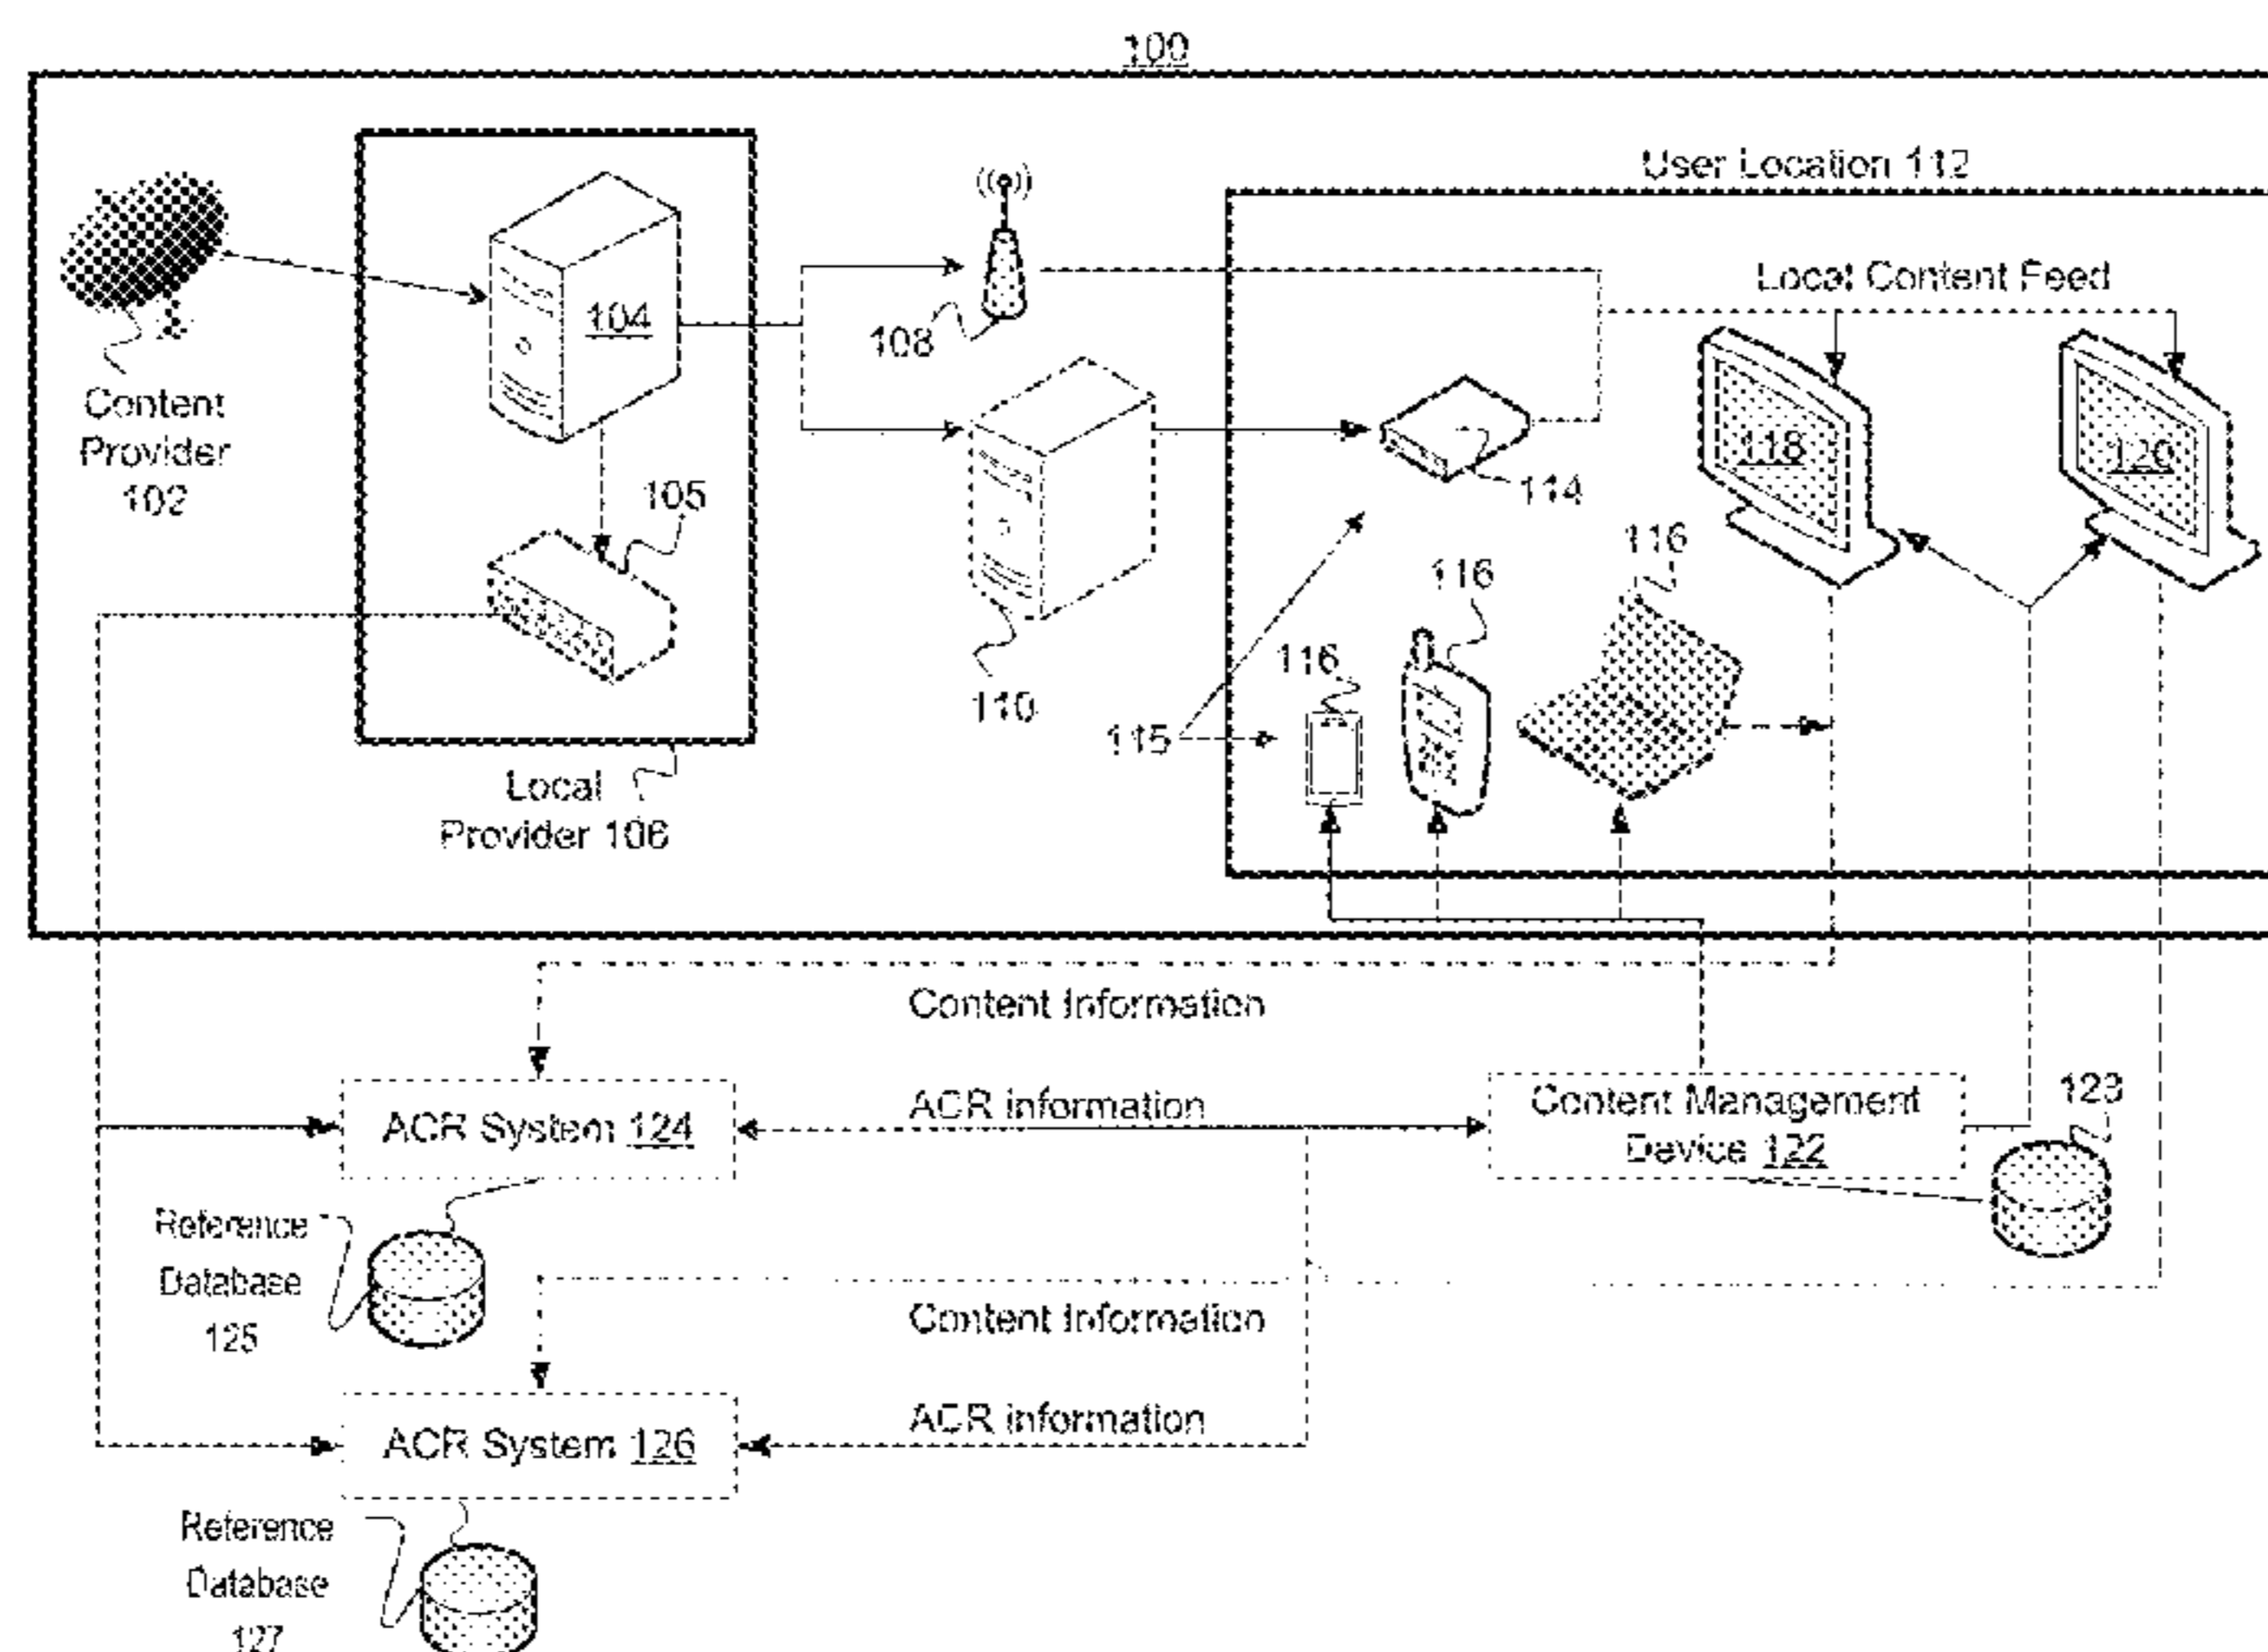 100
User Location 112
Local Content Feed
104
108
118
120
Content
Provider
102
105
114
116
116
116
110
115
Local
Provider 106
Content Information
ACR System 124
ACR information
Content Management
Device 122
123
Reference
Database
125
Content Information
ACR System 126
ACR information
Reference
Database
127